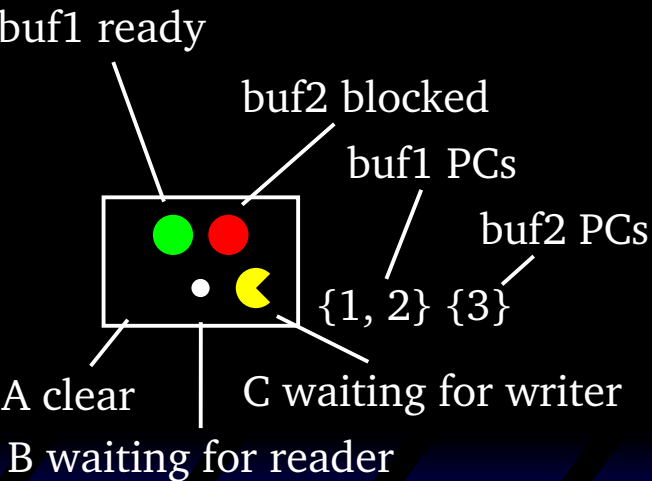 buf1 ready
buf2 blocked
buf1 PCs
buf2 PCs
{1, 2} {3}
A clear
C waiting for writer
B waiting for reader